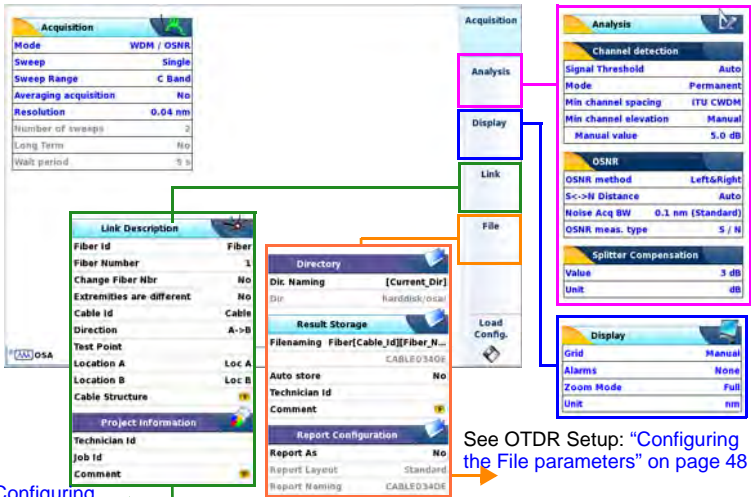 Acquisition
Mode WDM / OSNR
Sweep Single
Sweep Range C Band
Averaging acquisition No
Resolution 0.04 nm
Number of sweeps 2
Long Term No
Wait period 5 s
Acquisition
Analysis
Display
Link
File
Load
Config.
OSA
Analysis
Channel detection
Signal Threshold Auto
Mode Permanent
Min channel spacing ITU CWDM
Min channel elevation Manual
Manual value 5.0 dB
OSNR
OSNR method Left&Right
S<->N Distance Auto
Noise Acq BW 0.1 nm (Standard)
OSNR meas. type S / N
Splitter Compensation
Value 3 dB
Unit dB
Display
Grid Manual
Alarms None
Zoom Mode Full
Unit nm
Link Description
Fiber Id Fiber
Fiber Number 1
Change Fiber Nbr No
Extremities are different No
Cable Id Cable
Direction A->B
Test Point
Location A Loc A
Location B Loc B
Cable Structure
Project Information
Technician Id
Job Id
Comment
Directory
Dir. Naming [Current_Dir]
Dir harddisk/osa/
Result Storage
Filenaming Fiber[Cable_Id][Fiber_N...
CABLE034OE
Auto store No
Technician Id
Comment
Report Configuration
Report As No
Report Layout Standard
Report Naming CABLE034DE
See OTDR Setup: “Configuring
the File parameters” on page 48
Configuring